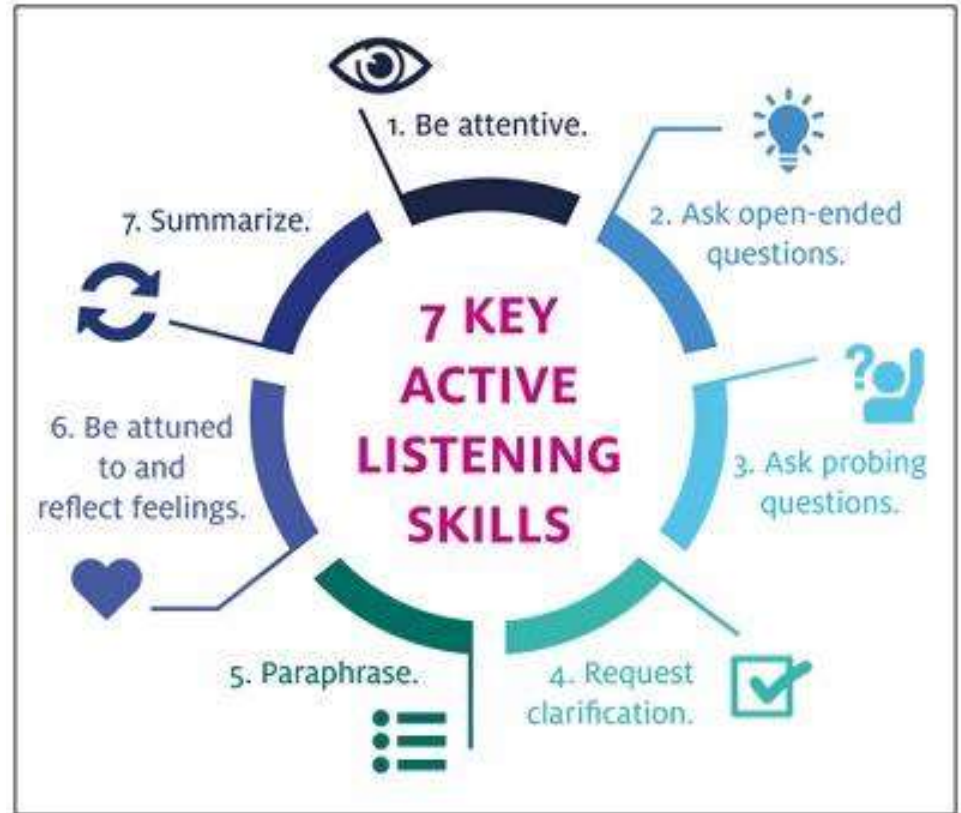 7 KEY
ACTIVE
LISTENING
SKILLS
1. Be attentive.
2. Ask open-ended
questions.
3. Ask probing
questions.
4. Request
clarification.
5. Paraphrase.
6. Be attuned
to and
reflect feelings.
7. Summarize.